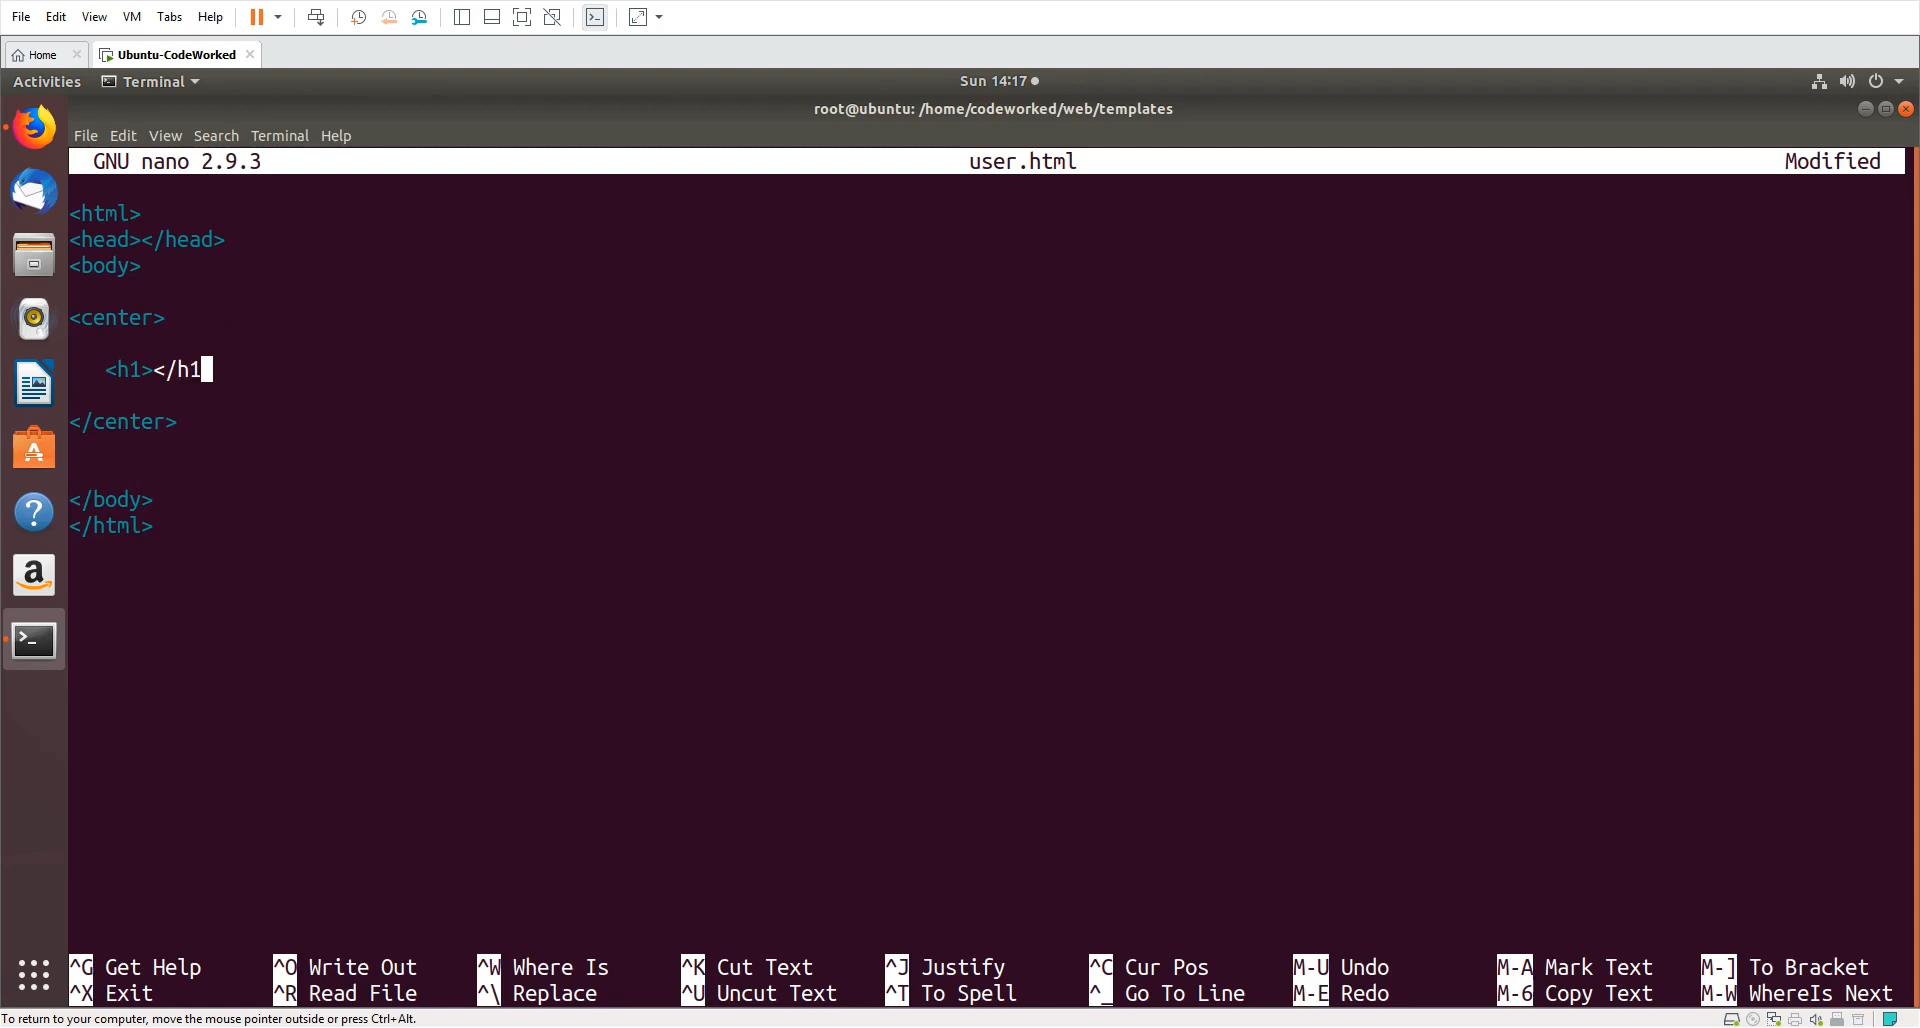 File Edit View VM Tabs Help
Home Ubuntu-CodeWorked
Activities Terminal Sun 14:17
root@ubuntu: /home/codeworked/web/templates
File Edit View Search Terminal Help
GNU nano 2.9.3 user.html Modified
<html>
<head></head>
<body>
<center>
<h1></h1
</center>
</body>
</html>
^G Get Help ^O Write Out ^W Where Is ^K Cut Text ^J Justify ^C Cur Pos M-U Undo M-A Mark Text M-] To Bracket
^X Exit ^R Read File ^\ Replace ^U Uncut Text ^T To Spell ^_ Go To Line M-E Redo M-6 Copy Text M-W WhereIs Next
To return to your computer, move the mouse pointer outside or press Ctrl+Alt.